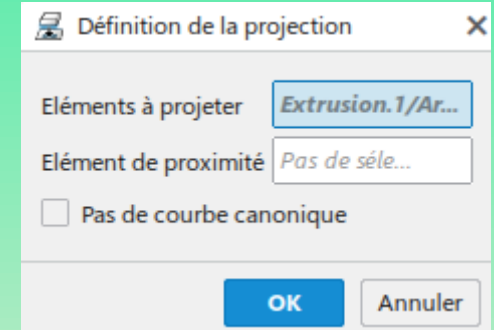 Définition de la projection
Eléments à projeter Extrusion.1/Ar...
Elément de proximité Pas de séle...
Pas de courbe canonique
OK Annuler